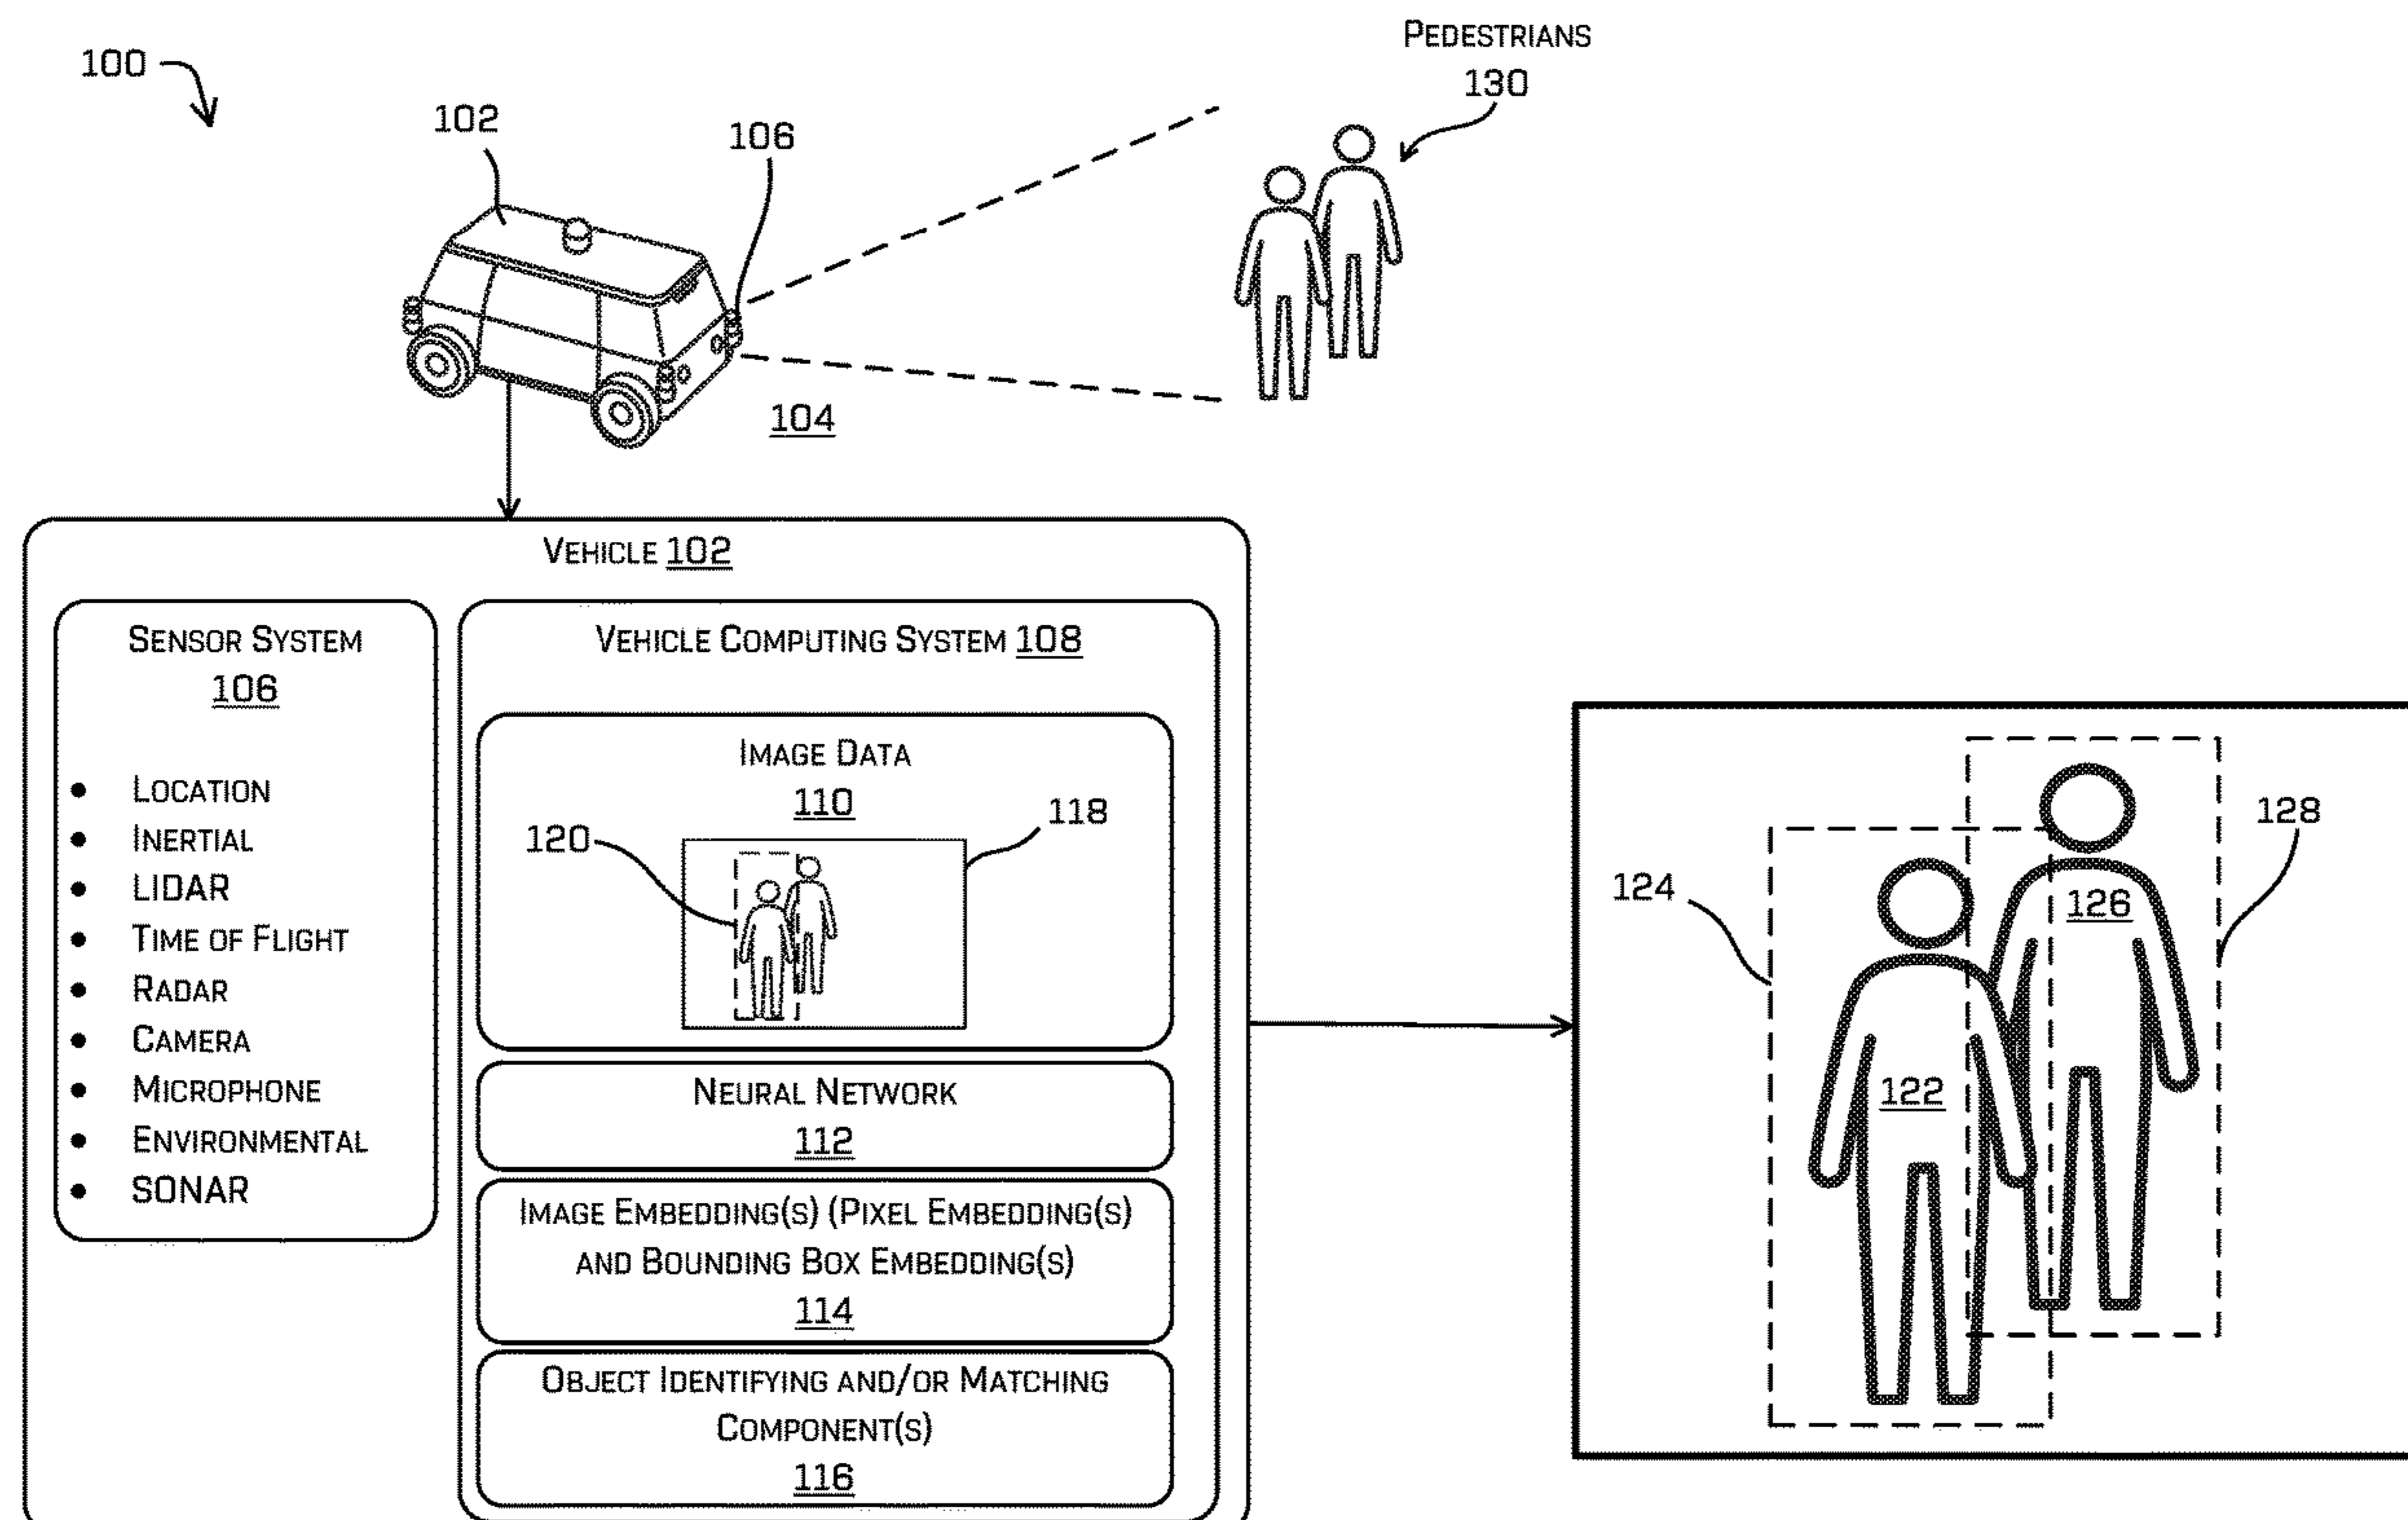 PEDESTRIANS
130
100
102
106
104
VEHICLE 102
SENSOR SYSTEM
106
• LOCATION
• INERTIAL
• LIDAR
• TIME OF FLIGHT
• RADAR
• CAMERA
• MICROPHONE
• ENVIRONMENTAL
• SONAR
VEHICLE COMPUTING SYSTEM 108
IMAGE DATA
110
120
118
NEURAL NETWORK
112
IMAGE EMBEDDING(S) (PIXEL EMBEDDING(S)
AND BOUNDING BOX EMBEDDING(S)
114
OBJECT IDENTIFYING AND/OR MATCHING
COMPONENT(S)
116
124
128
126
122